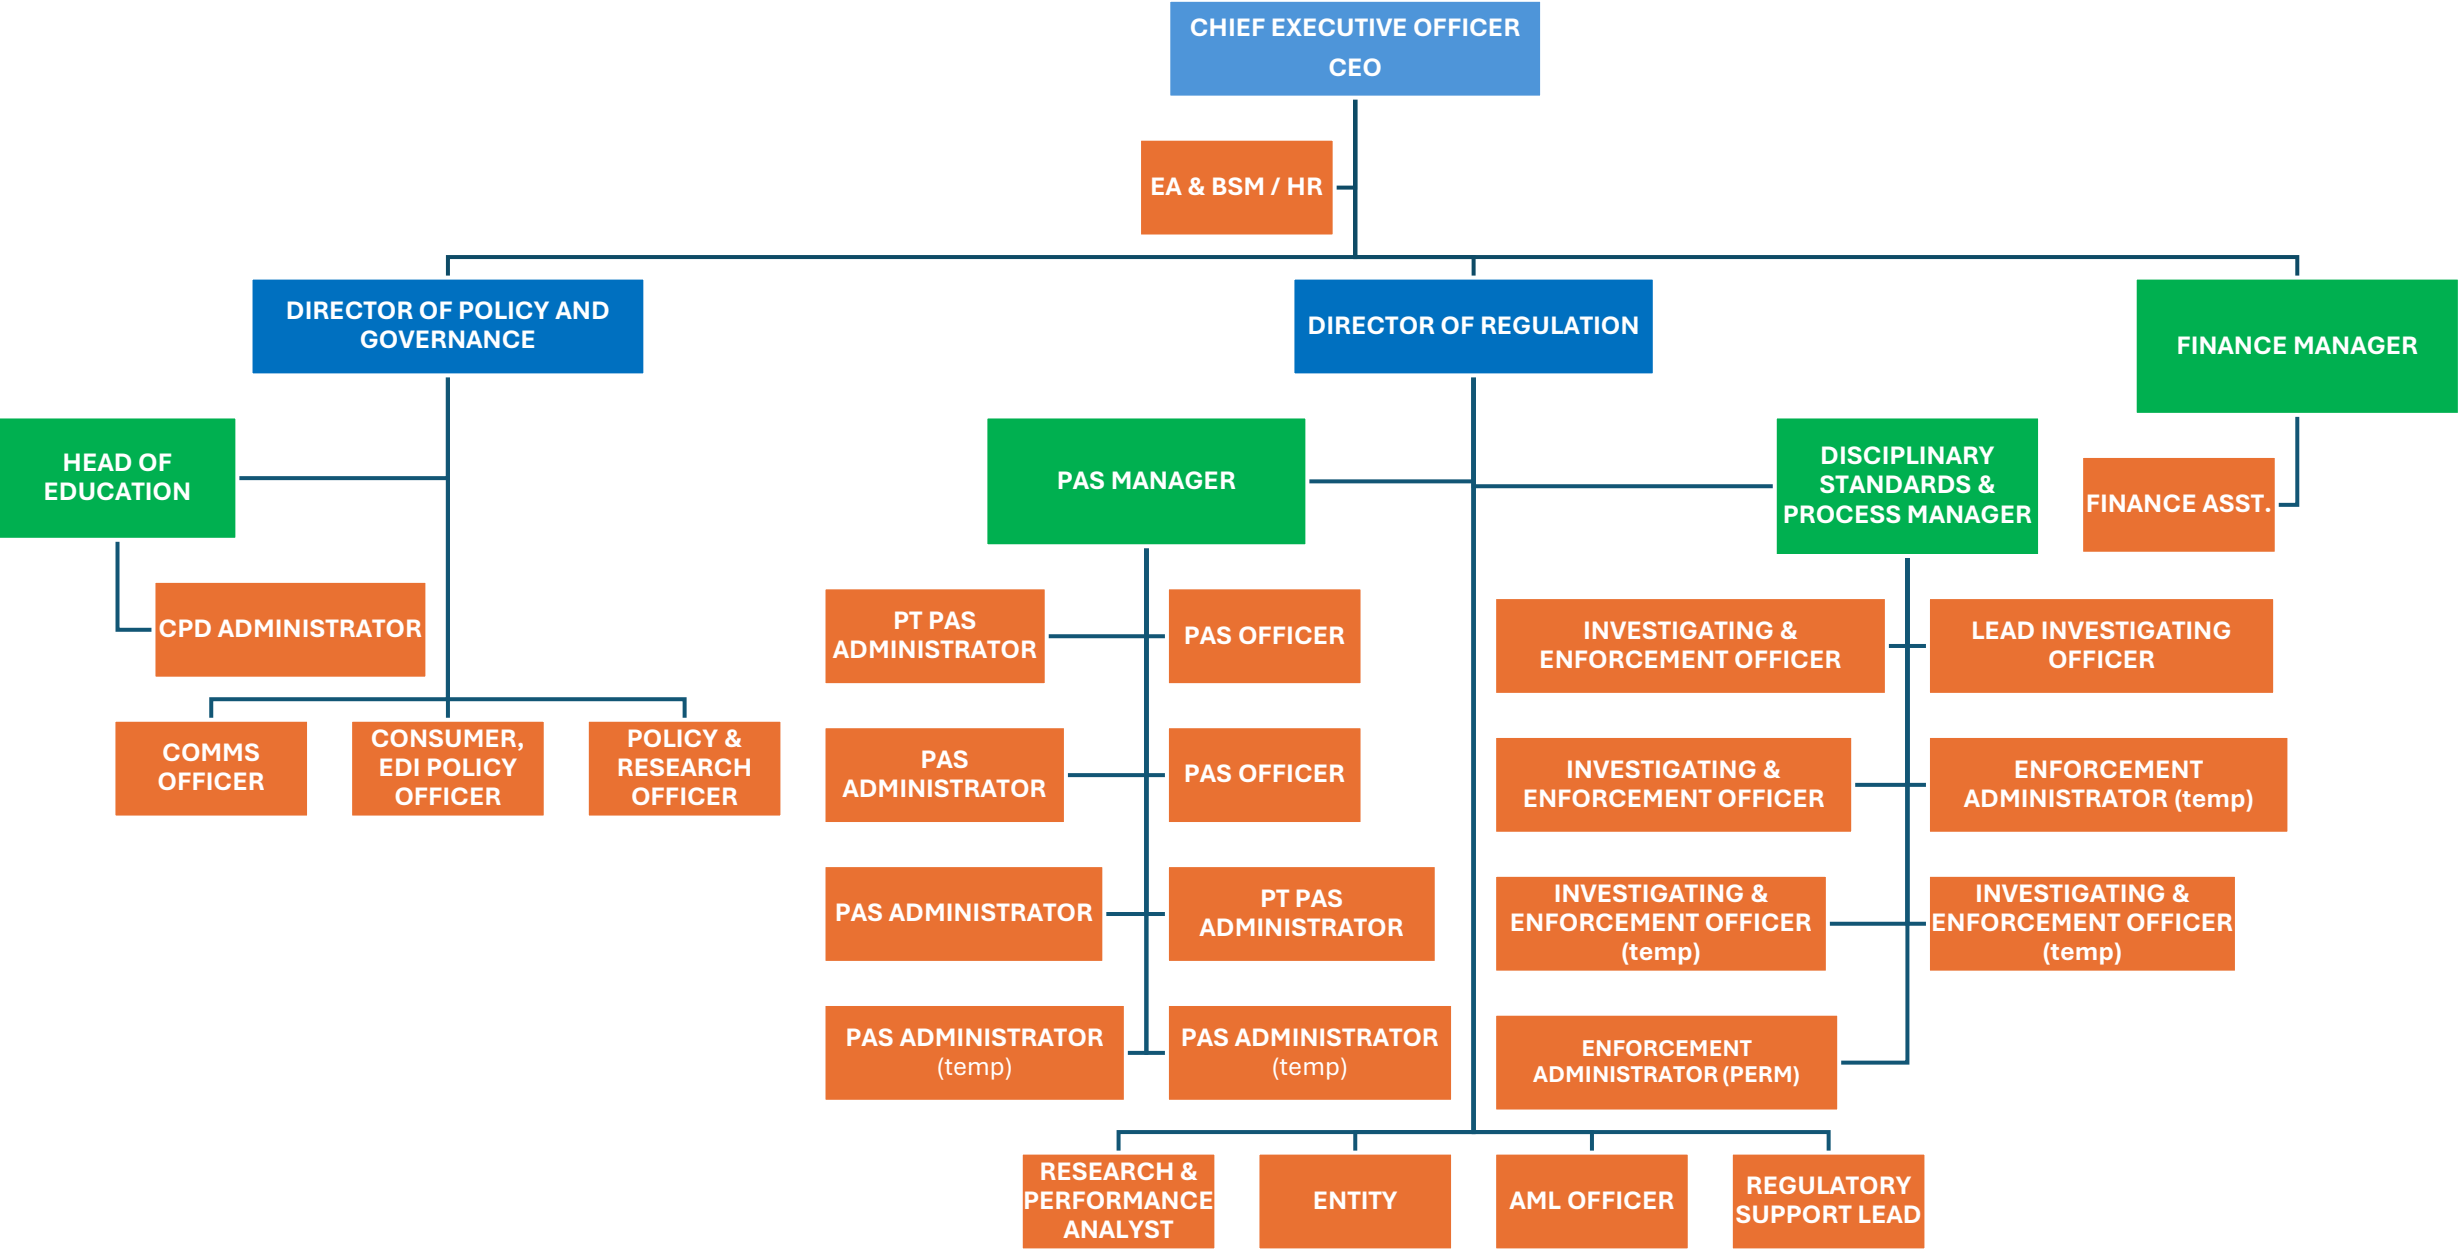 CHIEF EXECUTIVE OFFICER
CEO
EA & BSM / HR
DIRECTOR OF POLICY AND
GOVERNANCE
DIRECTOR OF REGULATION
FINANCE MANAGER
HEAD OF
EDUCATION
PAS MANAGER
DISCIPLINARY
STANDARDS &
PROCESS MANAGER
FINANCE ASST.
CPD ADMINISTRATOR
PT PAS
ADMINISTRATOR
PAS OFFICER
INVESTIGATING &
ENFORCEMENT OFFICER
LEAD INVESTIGATING
OFFICER
COMMS
OFFICER
CONSUMER,
EDI POLICY
OFFICER
POLICY &
RESEARCH
OFFICER
PAS
ADMINISTRATOR
PAS OFFICER
INVESTIGATING &
ENFORCEMENT OFFICER
ENFORCEMENT
ADMINISTRATOR (temp)
PAS ADMINISTRATOR
PT PAS
ADMINISTRATOR
INVESTIGATING &
ENFORCEMENT OFFICER
(temp)
INVESTIGATING &
ENFORCEMENT OFFICER
(temp)
PAS ADMINISTRATOR
(temp)
PAS ADMINISTRATOR
(temp)
ENFORCEMENT
ADMINISTRATOR (PERM)
RESEARCH &
PERFORMANCE
ANALYST
ENTITY
AML OFFICER
REGULATORY
SUPPORT LEAD